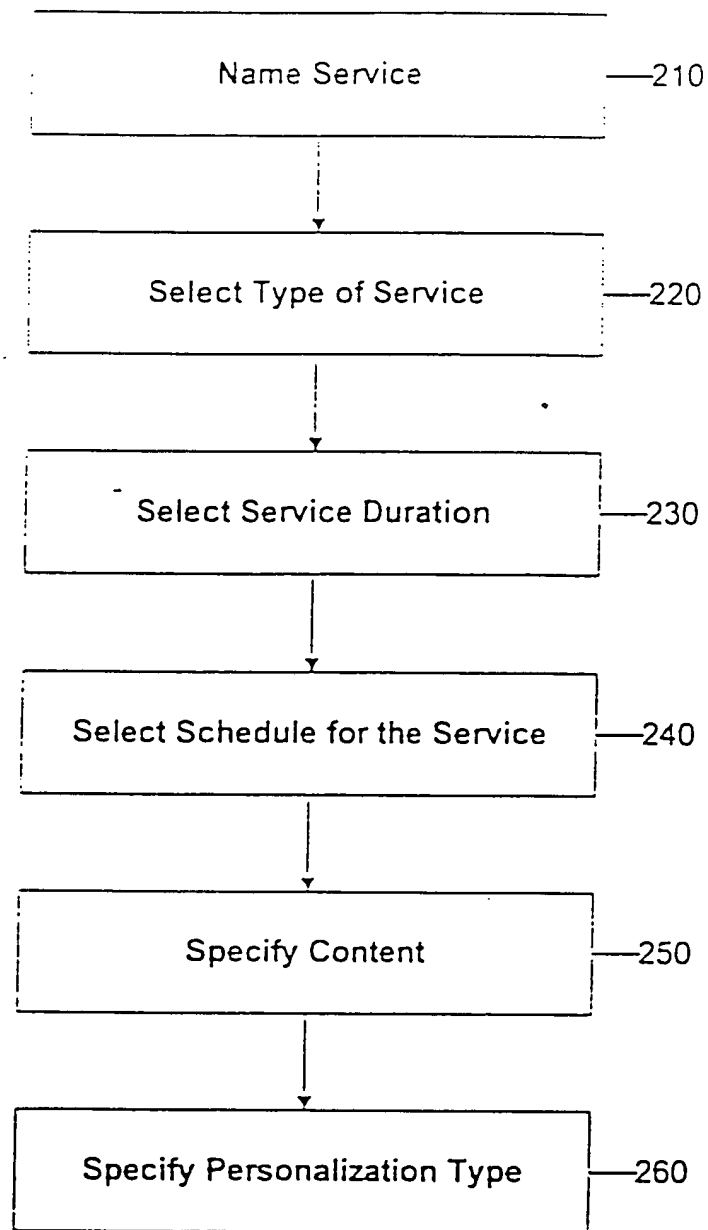 Name Service 210
Select Type of Service 220
Select Service Duration 230
Select Schedule for the Service 240
Specify Content 250
Specify Personalization Type 260